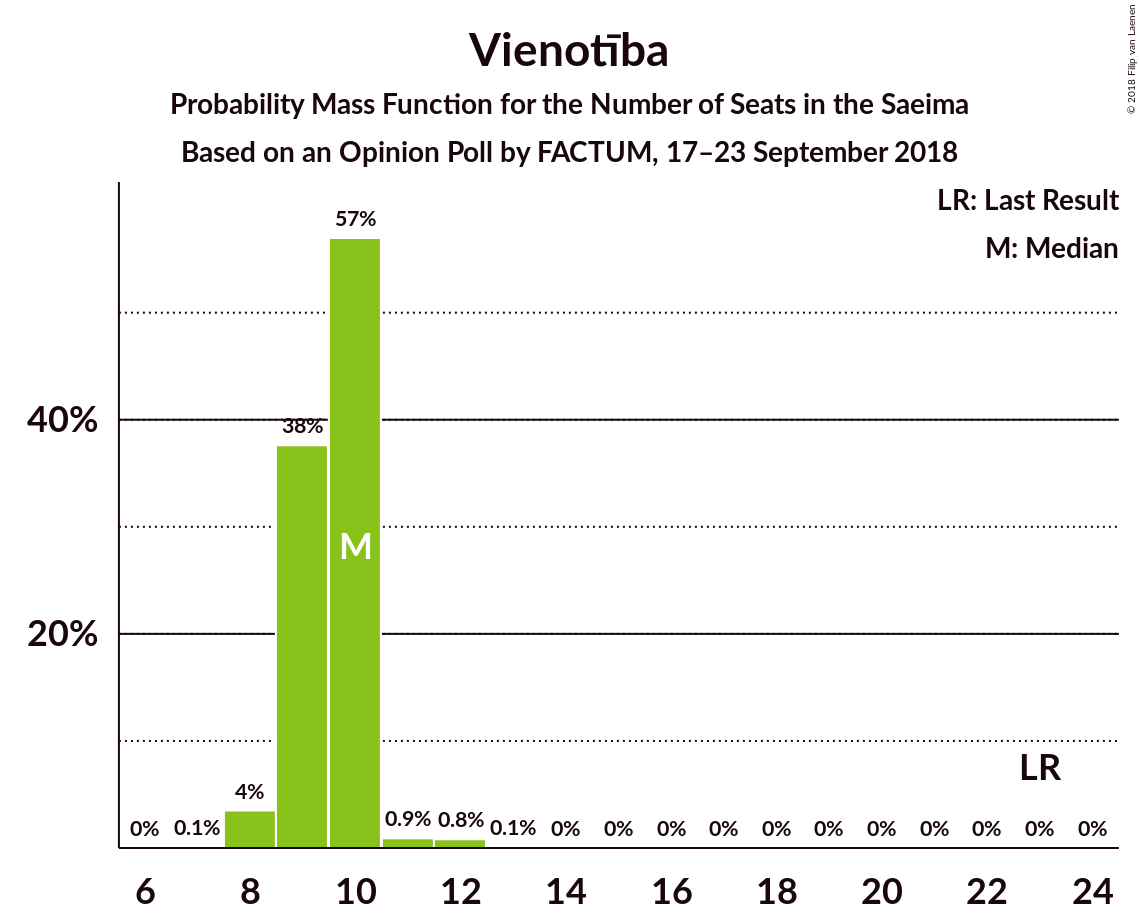 Vienotība
Probability Mass Function for the Number of Seats in the Saeima
Based on an Opinion Poll by FACTUM, 17–23 September 2018
© 2018 Filip van Laenen
LR: Last Result
M: Median
57%
40%
38%
M
20%
LR
0% 0.1% 4% 0.9% 0.8% 0.1% 0% 0% 0% 0% 0% 0% 0% 0% 0% 0% 0%
6 8 10 12 14 16 18 20 22 24